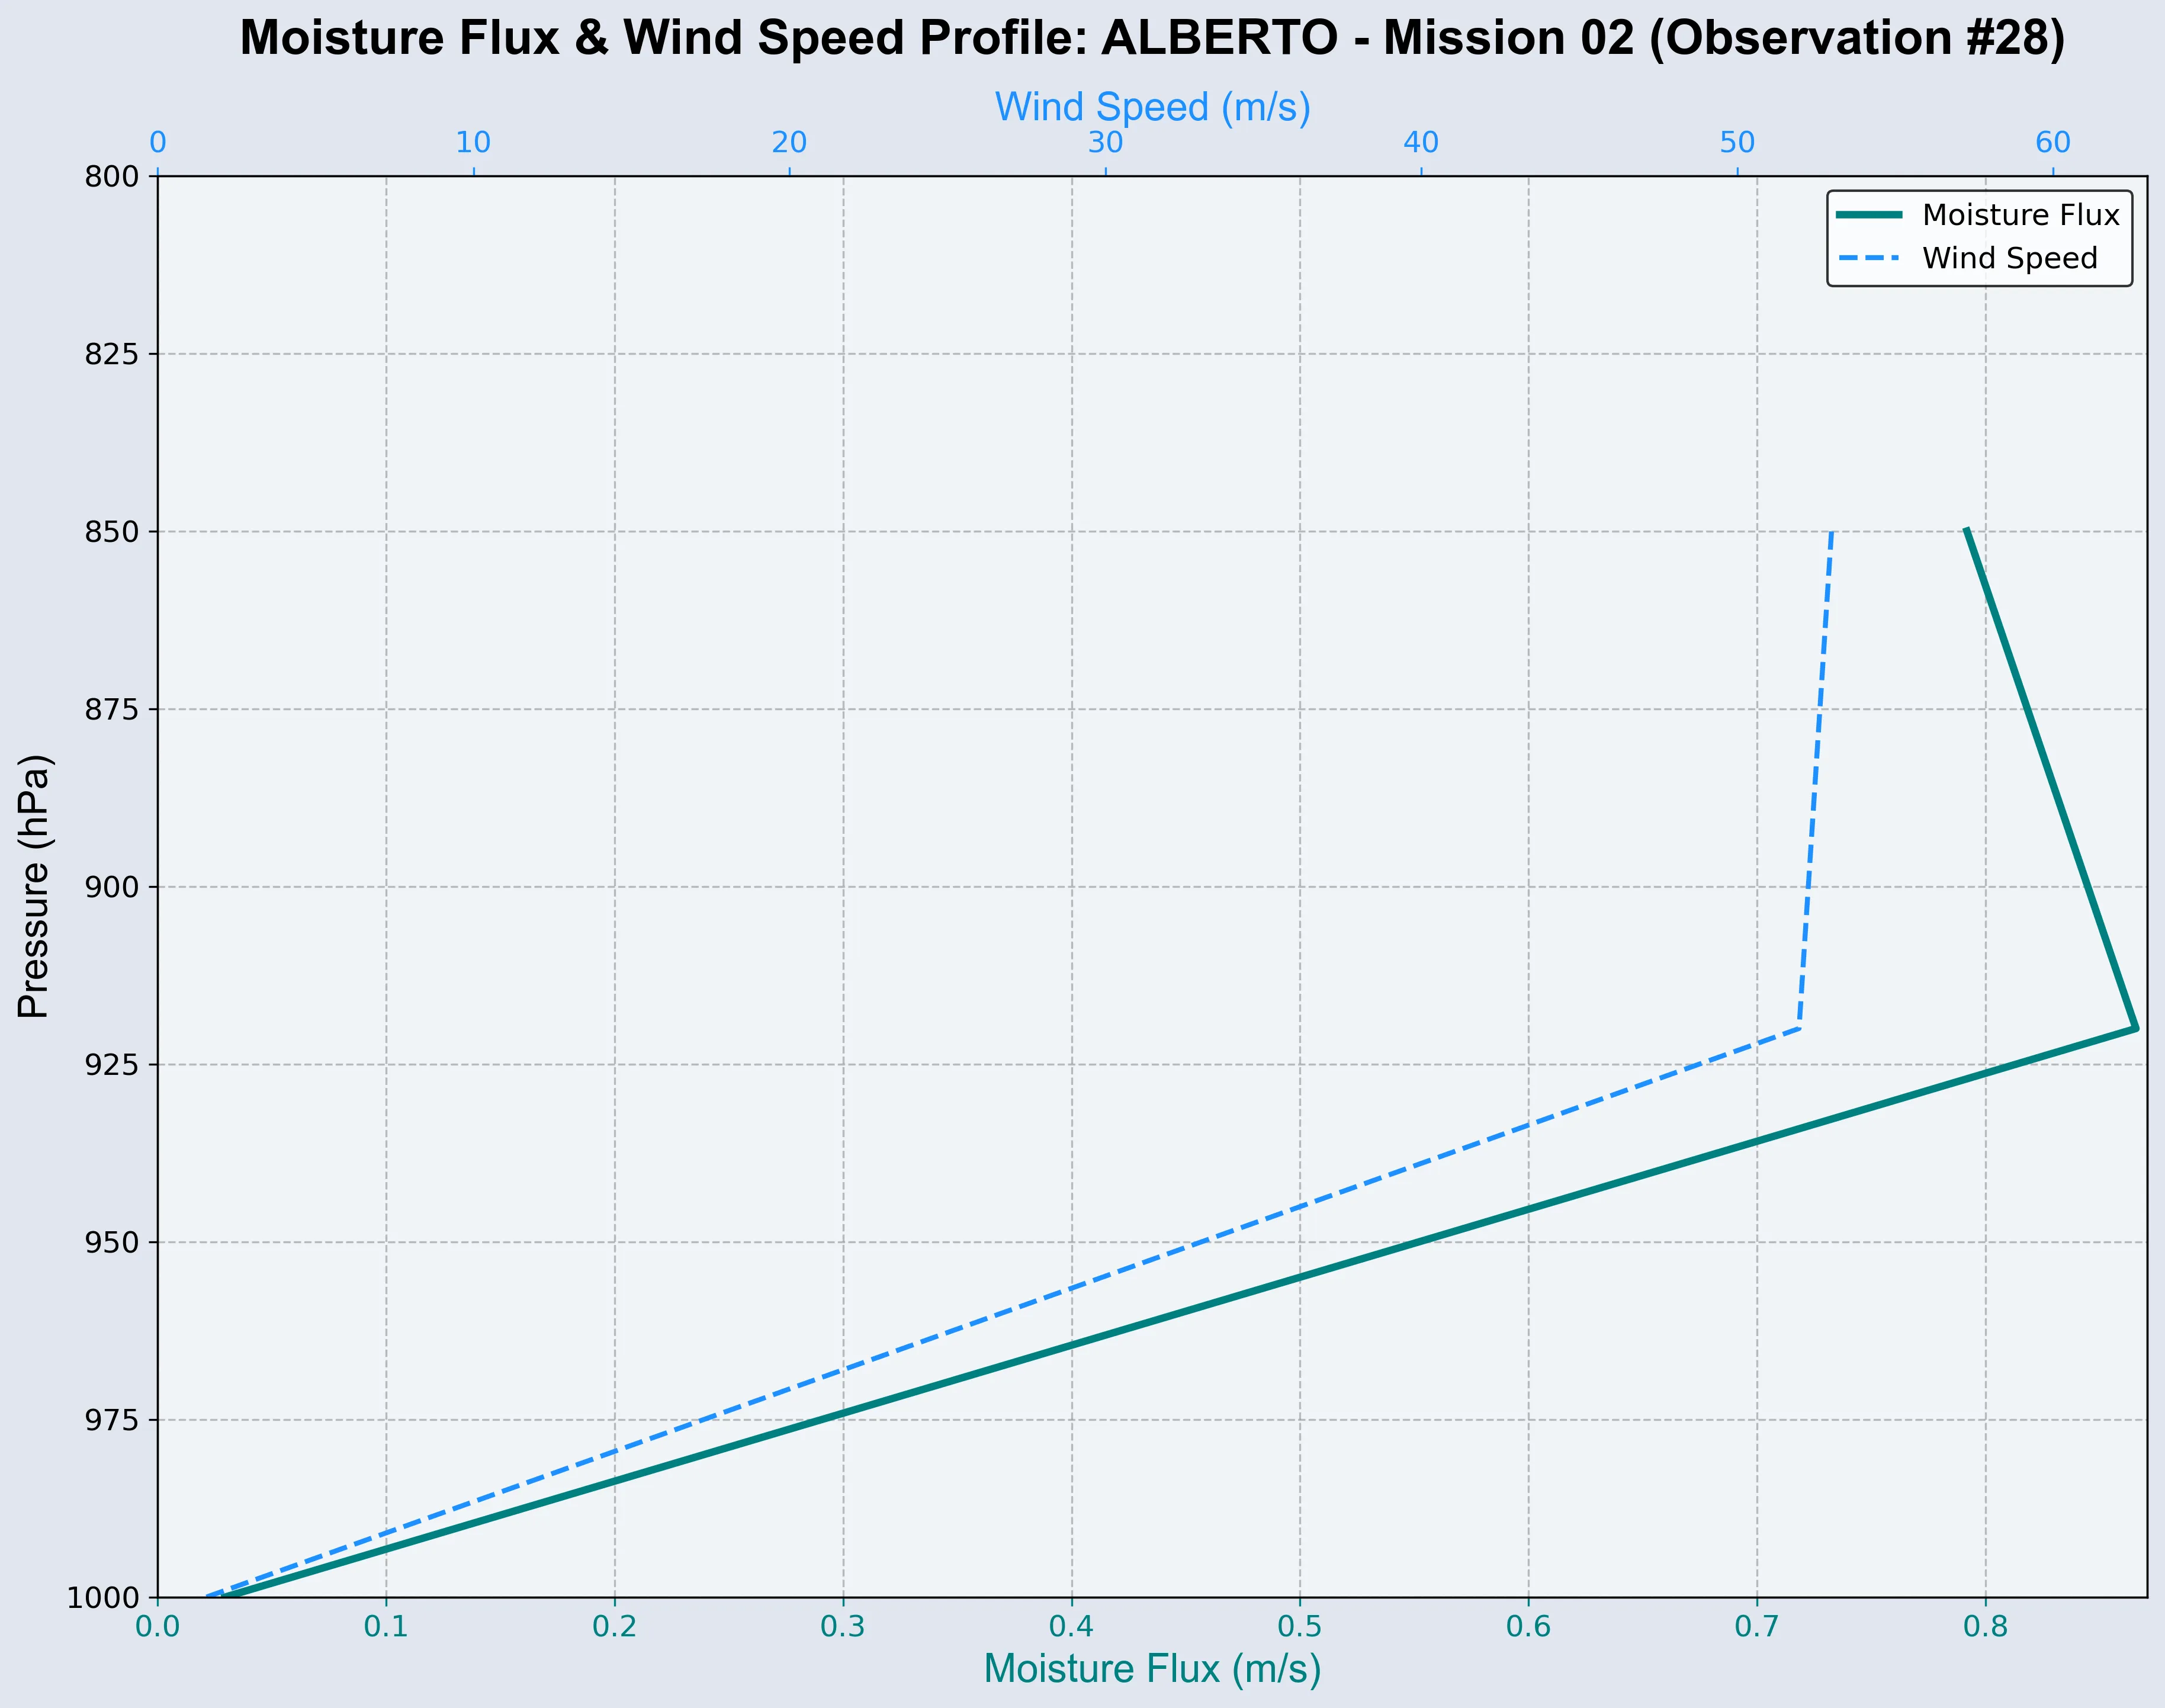 Moisture Flux & Wind Speed Profile: ALBERTO - Mission 02 (Observation #28)
Wind Speed (m/s)
0 10 20 30 40 50 60
Moisture Flux
Wind Speed
800
825
850
875
900
925
950
975
1000
Pressure (hPa)
0.0 0.1 0.2 0.3 0.4 0.5 0.6 0.7 0.8
Moisture Flux (m/s)